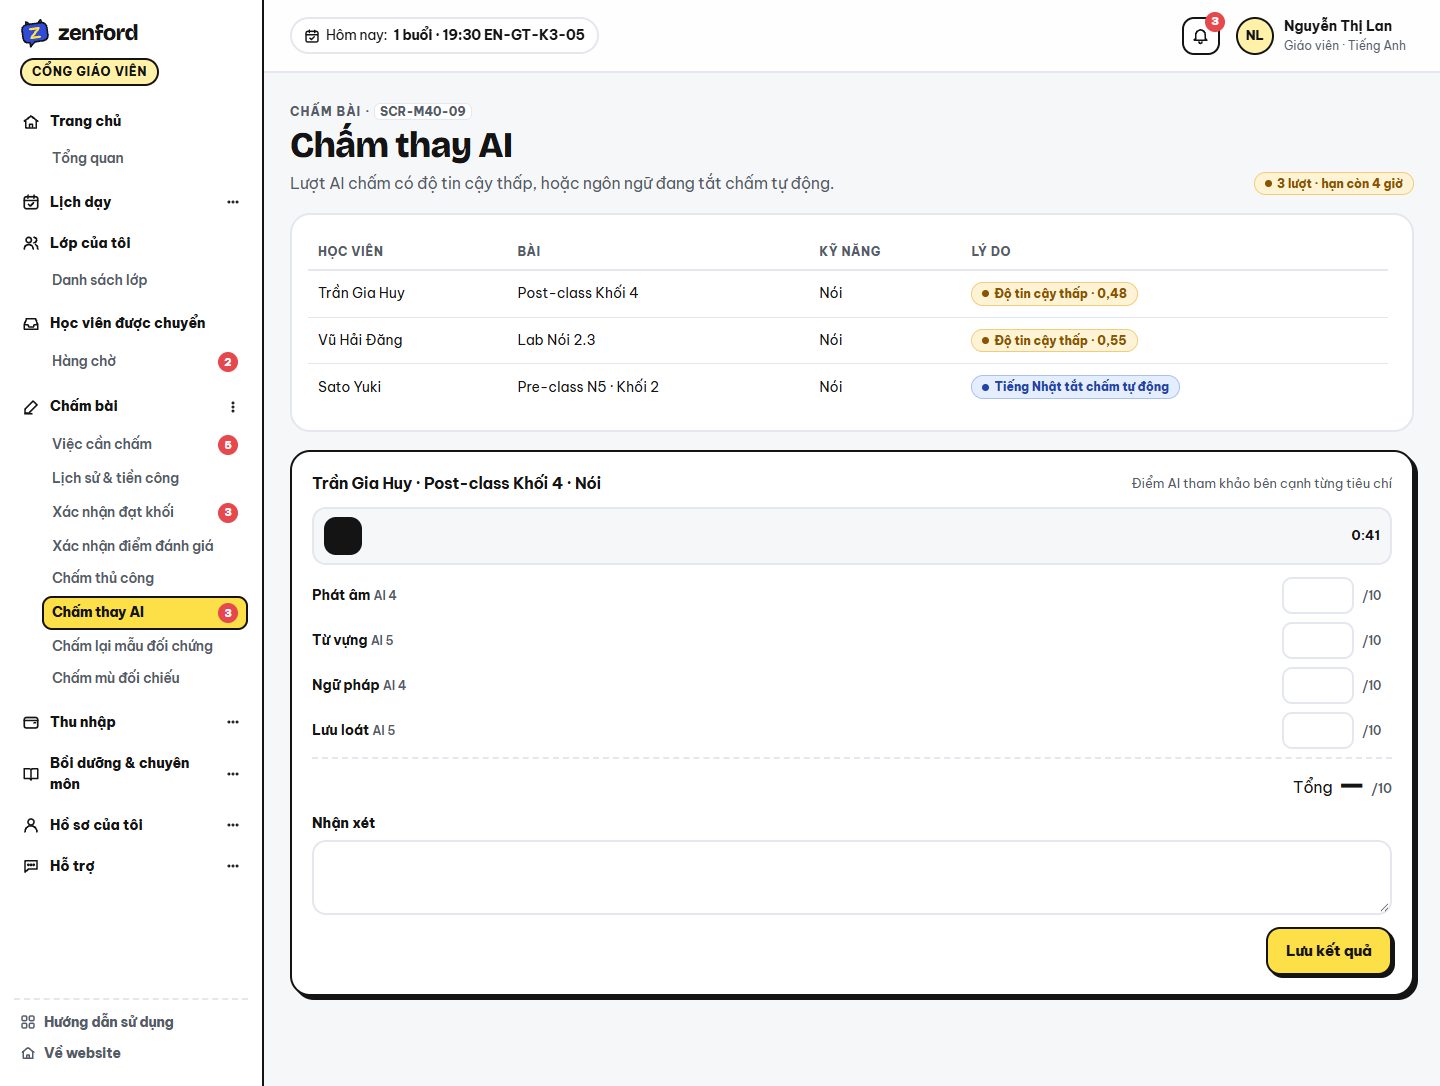 zenford
CỔNG GIÁO VIÊN
Trang chủ
Tổng quan
Lịch dạy
Lớp của tôi
Danh sách lớp
Học viên được chuyển
Hàng chờ 2
Chấm bài
Việc cần chấm 5
Lịch sử & tiền công
Xác nhận đạt khối 3
Xác nhận điểm đánh giá
Chấm thủ công
Chấm thay AI 3
Chấm lại mẫu đối chứng
Chấm mù đối chiếu
Thu nhập
Bồi dưỡng & chuyên
môn
Hồ sơ của tôi
Hỗ trợ
Hướng dẫn sử dụng
Về website
Hôm nay: 1 buổi · 19:30 EN-GT-K3-05
3
NL
Nguyễn Thị Lan
Giáo viên · Tiếng Anh
CHẤM BÀI · SCR-M40-09
Chấm thay AI
Lượt AI chấm có độ tin cậy thấp, hoặc ngôn ngữ đang tắt chấm tự động.
3 lượt · hạn còn 4 giờ
HỌC VIÊN BÀI KỸ NĂNG LÝ DO
Trần Gia Huy Post-class Khối 4 Nói Độ tin cậy thấp · 0,48
Vũ Hải Đăng Lab Nói 2.3 Nói Độ tin cậy thấp · 0,55
Sato Yuki Pre-class N5 · Khối 2 Nói Tiếng Nhật tắt chấm tự động
Trần Gia Huy · Post-class Khối 4 · Nói
Điểm AI tham khảo bên cạnh từng tiêu chí
0:41
Phát âm AI 4 /10
Từ vựng AI 5 /10
Ngữ pháp AI 4 /10
Lưu loát AI 5 /10
Tổng — /10
Nhận xét
Lưu kết quả